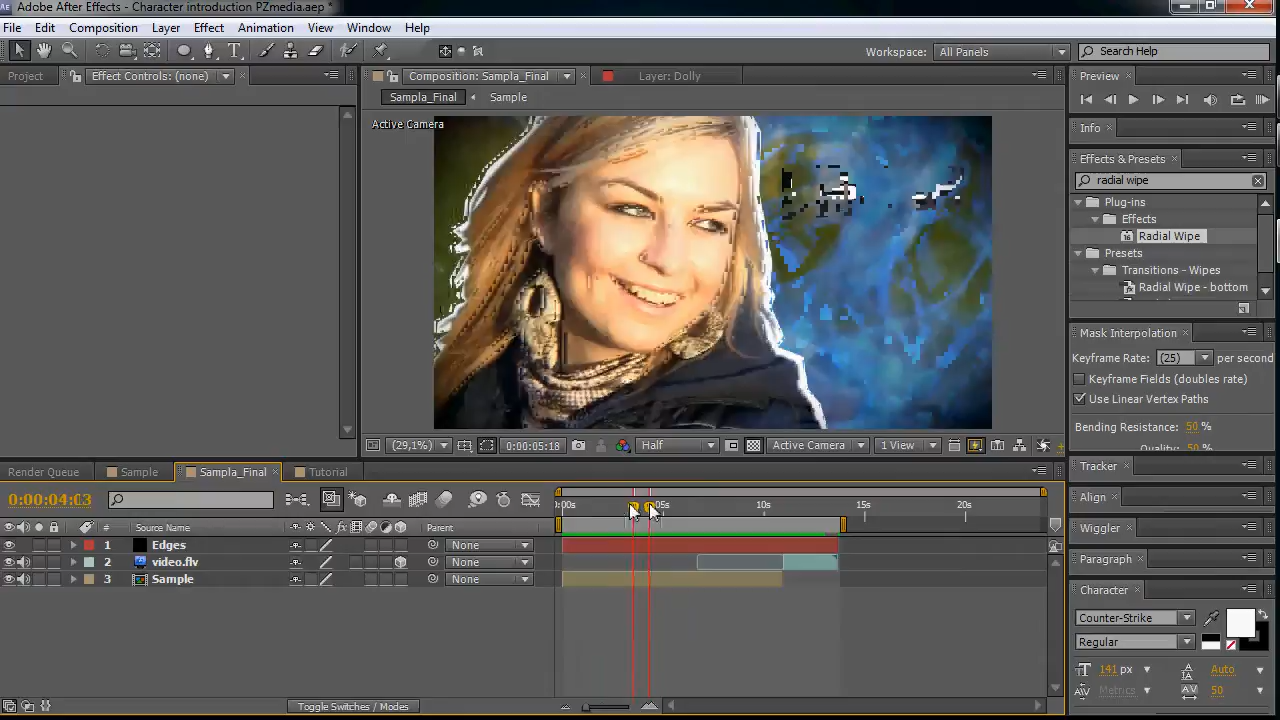 Adobe After Effects - Character introduction PZmedia.aep *
File Edit Composition Layer Effect Animation View Window Help
Workspace: All Panels Search Help
Project Effect Controls: (none) Composition: Sampla_Final Layer: Dolly Preview
Sampla_Final Sample
Active Camera
Info
Effects & Presets
radial wipe
Plug-ins
Effects
Radial Wipe
Presets
Transitions - Wipes
Radial Wipe - bottom
Mask Interpolation
Keyframe Rate: (25) per second
Keyframe Fields (doubles rate)
Use Linear Vertex Paths
Bending Resistance: 50 %
Quality: 50 %
(29,1%) 0:00:05:18 Half Active Camera 1 View
Tracker
Render Queue Sample Sampla_Final Tutorial
0:00:04:03
:00s 05s 10s 15s 20s
Align
# Source Name Parent
Wiggler
1 Edges None
2 video.flv None
3 Sample None
Paragraph
Character
Counter-Strike
Regular
141 px Auto
Metrics 50
Toggle Switches / Modes